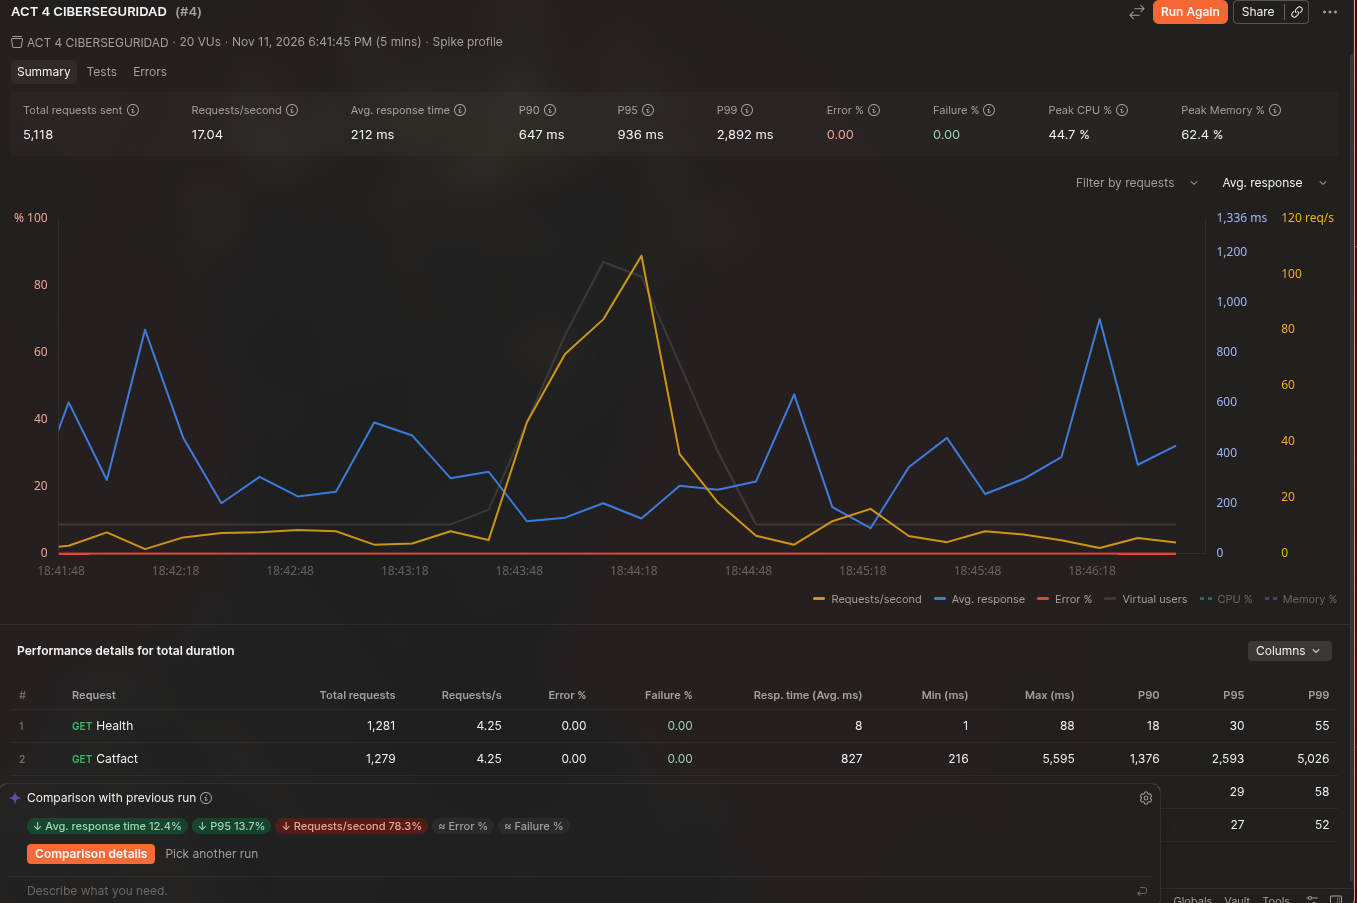 ACT 4 CIBERSEGURIDAD (#4)
Run Again
Share
ACT 4 CIBERSEGURIDAD · 20 VUs · Nov 11, 2026 6:41:45 PM (5 mins) · Spike profile
Summary Tests Errors
Total requests sent Requests/second Avg. response time P90 P95 P99 Error % Failure % Peak CPU % Peak Memory %
5,118 17.04 212 ms 647 ms 936 ms 2,892 ms 0.00 0.00 44.7 % 62.4 %
Filter by requests Avg. response
% 100 1,336 ms 120 req/s
1,200
80 100
1,000
60 800 80
600 60
40 400 40
20 200 20
0 0 0
18:41:48 18:42:18 18:42:48 18:43:18 18:43:48 18:44:18 18:44:48 18:45:18 18:45:48 18:46:18
Requests/second Avg. response Error % Virtual users CPU % Memory %
Performance details for total duration
Columns
# Request Total requests Requests/s Error % Failure % Resp. time (Avg. ms) Min (ms) Max (ms) P90 P95 P99
1 GET Health 1,281 4.25 0.00 0.00 8 1 88 18 30 55
2 GET Catfact 1,279 4.25 0.00 0.00 827 216 5,595 1,376 2,593 5,026
29 58
27 52
Comparison with previous run
↓ Avg. response time 12.4% ↓ P95 13.7% ↓ Requests/second 78.3% ≈ Error % ≈ Failure %
Comparison details Pick another run
Describe what you need.
Globals Vault Tools